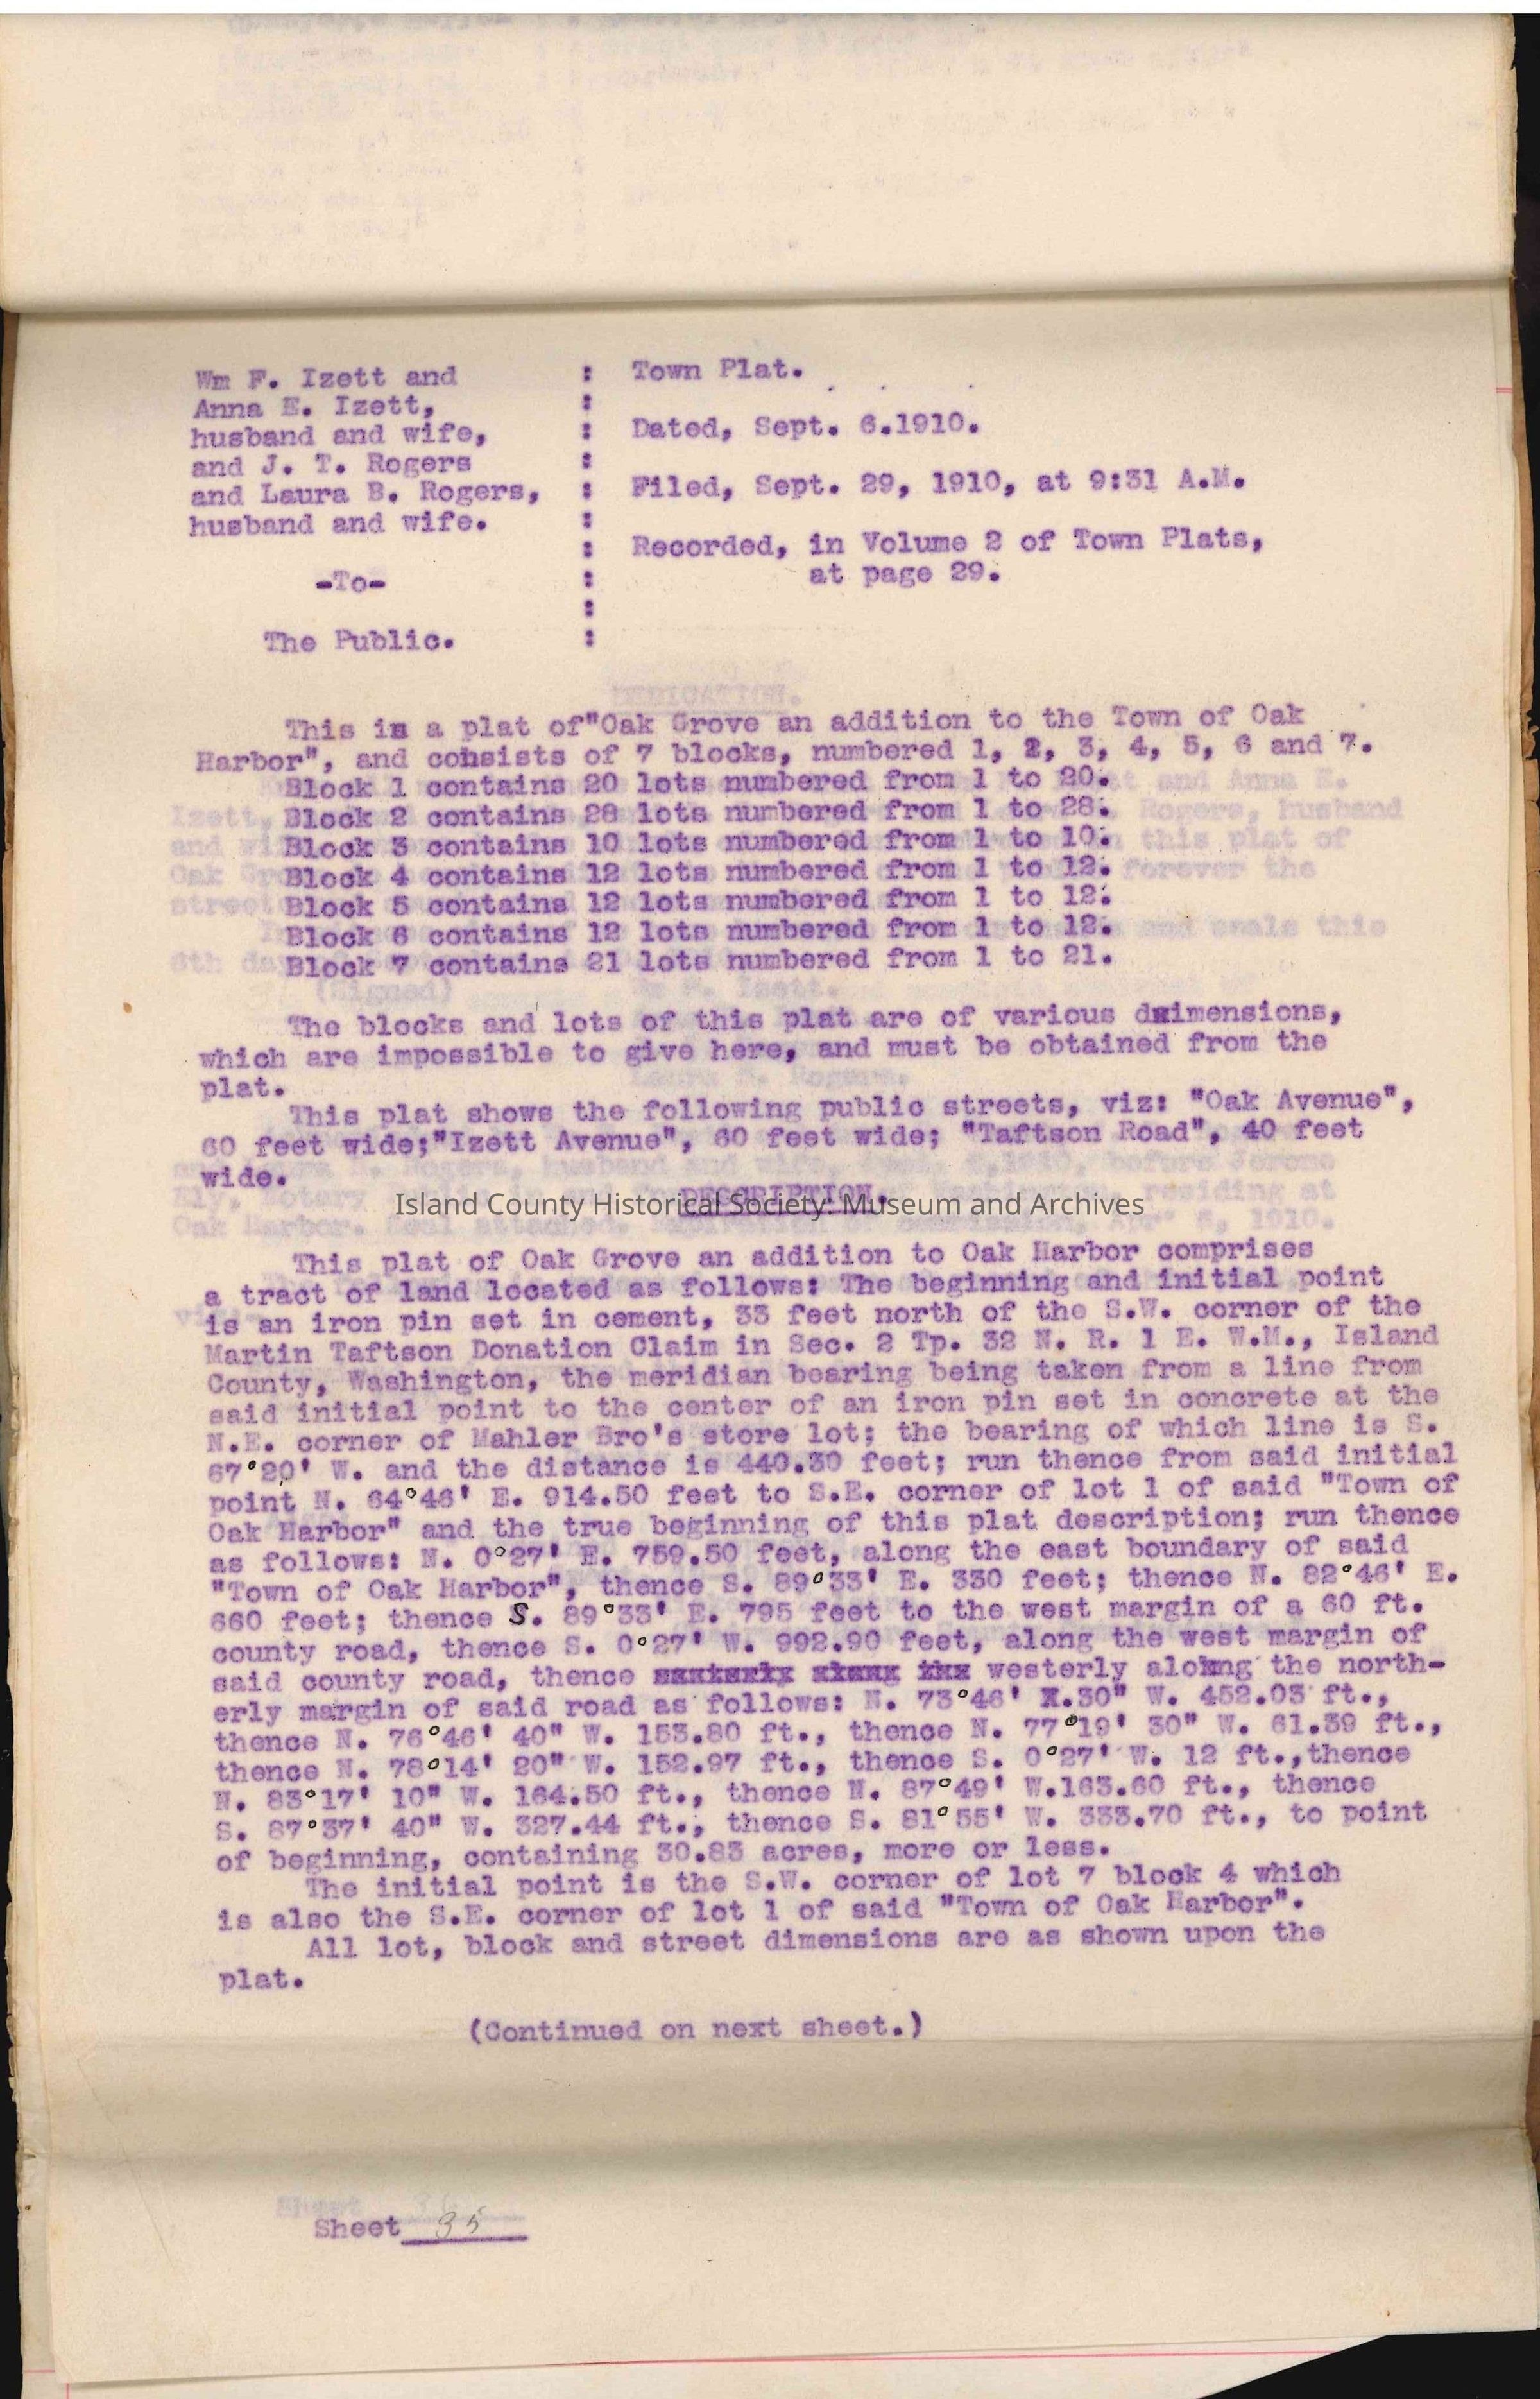 Wm F. Izett and : Town Plat.
Anna E. Izett, :
husband and wife, : Dated, Sept. 6.1910.
and J. T. Rogers :
and Laura B. Rogers, : Filed, Sept. 29, 1910, at 9:31 A.M.
husband and wife. :
: Recorded, in Volume 2 of Town Plats,
-To- : at page 29.
:
The Public. :
DEDICATION.
This is a plat of"Oak Grove an addition to the Town of Oak
Harbor", and consists of 7 blocks, numbered 1, 2, 3, 4, 5, 6 and 7.
Block 1 contains 20 lots numbered from 1 to 20.
Block 2 contains 28 lots numbered from 1 to 28.
Block 3 contains 10 lots numbered from 1 to 10.
Block 4 contains 12 lots numbered from 1 to 12.
Block 5 contains 12 lots numbered from 1 to 12.
Block 6 contains 12 lots numbered from 1 to 12.
Block 7 contains 21 lots numbered from 1 to 21.
The blocks and lots of this plat are of various dximensions,
which are impossible to give here, and must be obtained from the
plat.
This plat shows the following public streets, viz: "Oak Avenue",
60 feet wide;"Izett Avenue", 60 feet wide; "Taftson Road", 40 feet
wide.
DESCRIPTION.
Island County Historical Society: Museum and Archives
This plat of Oak Grove an addition to Oak Harbor comprises
a tract of land located as follows: The beginning and initial point
is an iron pin set in cement, 33 feet north of the S.W. corner of the
Martin Taftson Donation Claim in Sec. 2 Tp. 32 N. R. 1 E. W.M., Island
County, Washington, the meridian bearing being taken from a line from
said initial point to the center of an iron pin set in concrete at the
N.E. corner of Mahler Bro's store lot; the bearing of which line is S.
67°20' W. and the distance is 440.30 feet; run thence from said initial
point N. 64°46' E. 914.50 feet to S.E. corner of lot 1 of said "Town of
Oak Harbor" and the true beginning of this plat description; run thence
as follows: N. 0°27' E. 759.50 feet, along the east boundary of said
"Town of Oak Harbor", thence S. 89°33' E. 330 feet; thence N. 82°46' E.
660 feet; thence S. 89°33' E. 795 feet to the west margin of a 60 ft.
county road, thence S. 0°27' W. 992.90 feet, along the west margin of
said county road, thence westerly along the north-
erly margin of said road as follows: N. 73°46' X.30" W. 452.03 ft.,
thence N. 76°46' 40" W. 153.80 ft., thence N. 77°19' 30" W. 61.39 ft.,
thence N. 78°14' 20" W. 152.97 ft., thence S. 0°27' W. 12 ft.,thence
N. 83°17' 10" W. 164.50 ft., thence N. 87°49' W.163.60 ft., thence
S. 87°37' 40" W. 327.44 ft., thence S. 81°55' W. 333.70 ft., to point
of beginning, containing 30.83 acres, more or less.
The initial point is the S.W. corner of lot 7 block 4 which
is also the S.E. corner of lot 1 of said "Town of Oak Harbor".
All lot, block and street dimensions are as shown upon the
plat.
(Continued on next sheet.)
Sheet 35